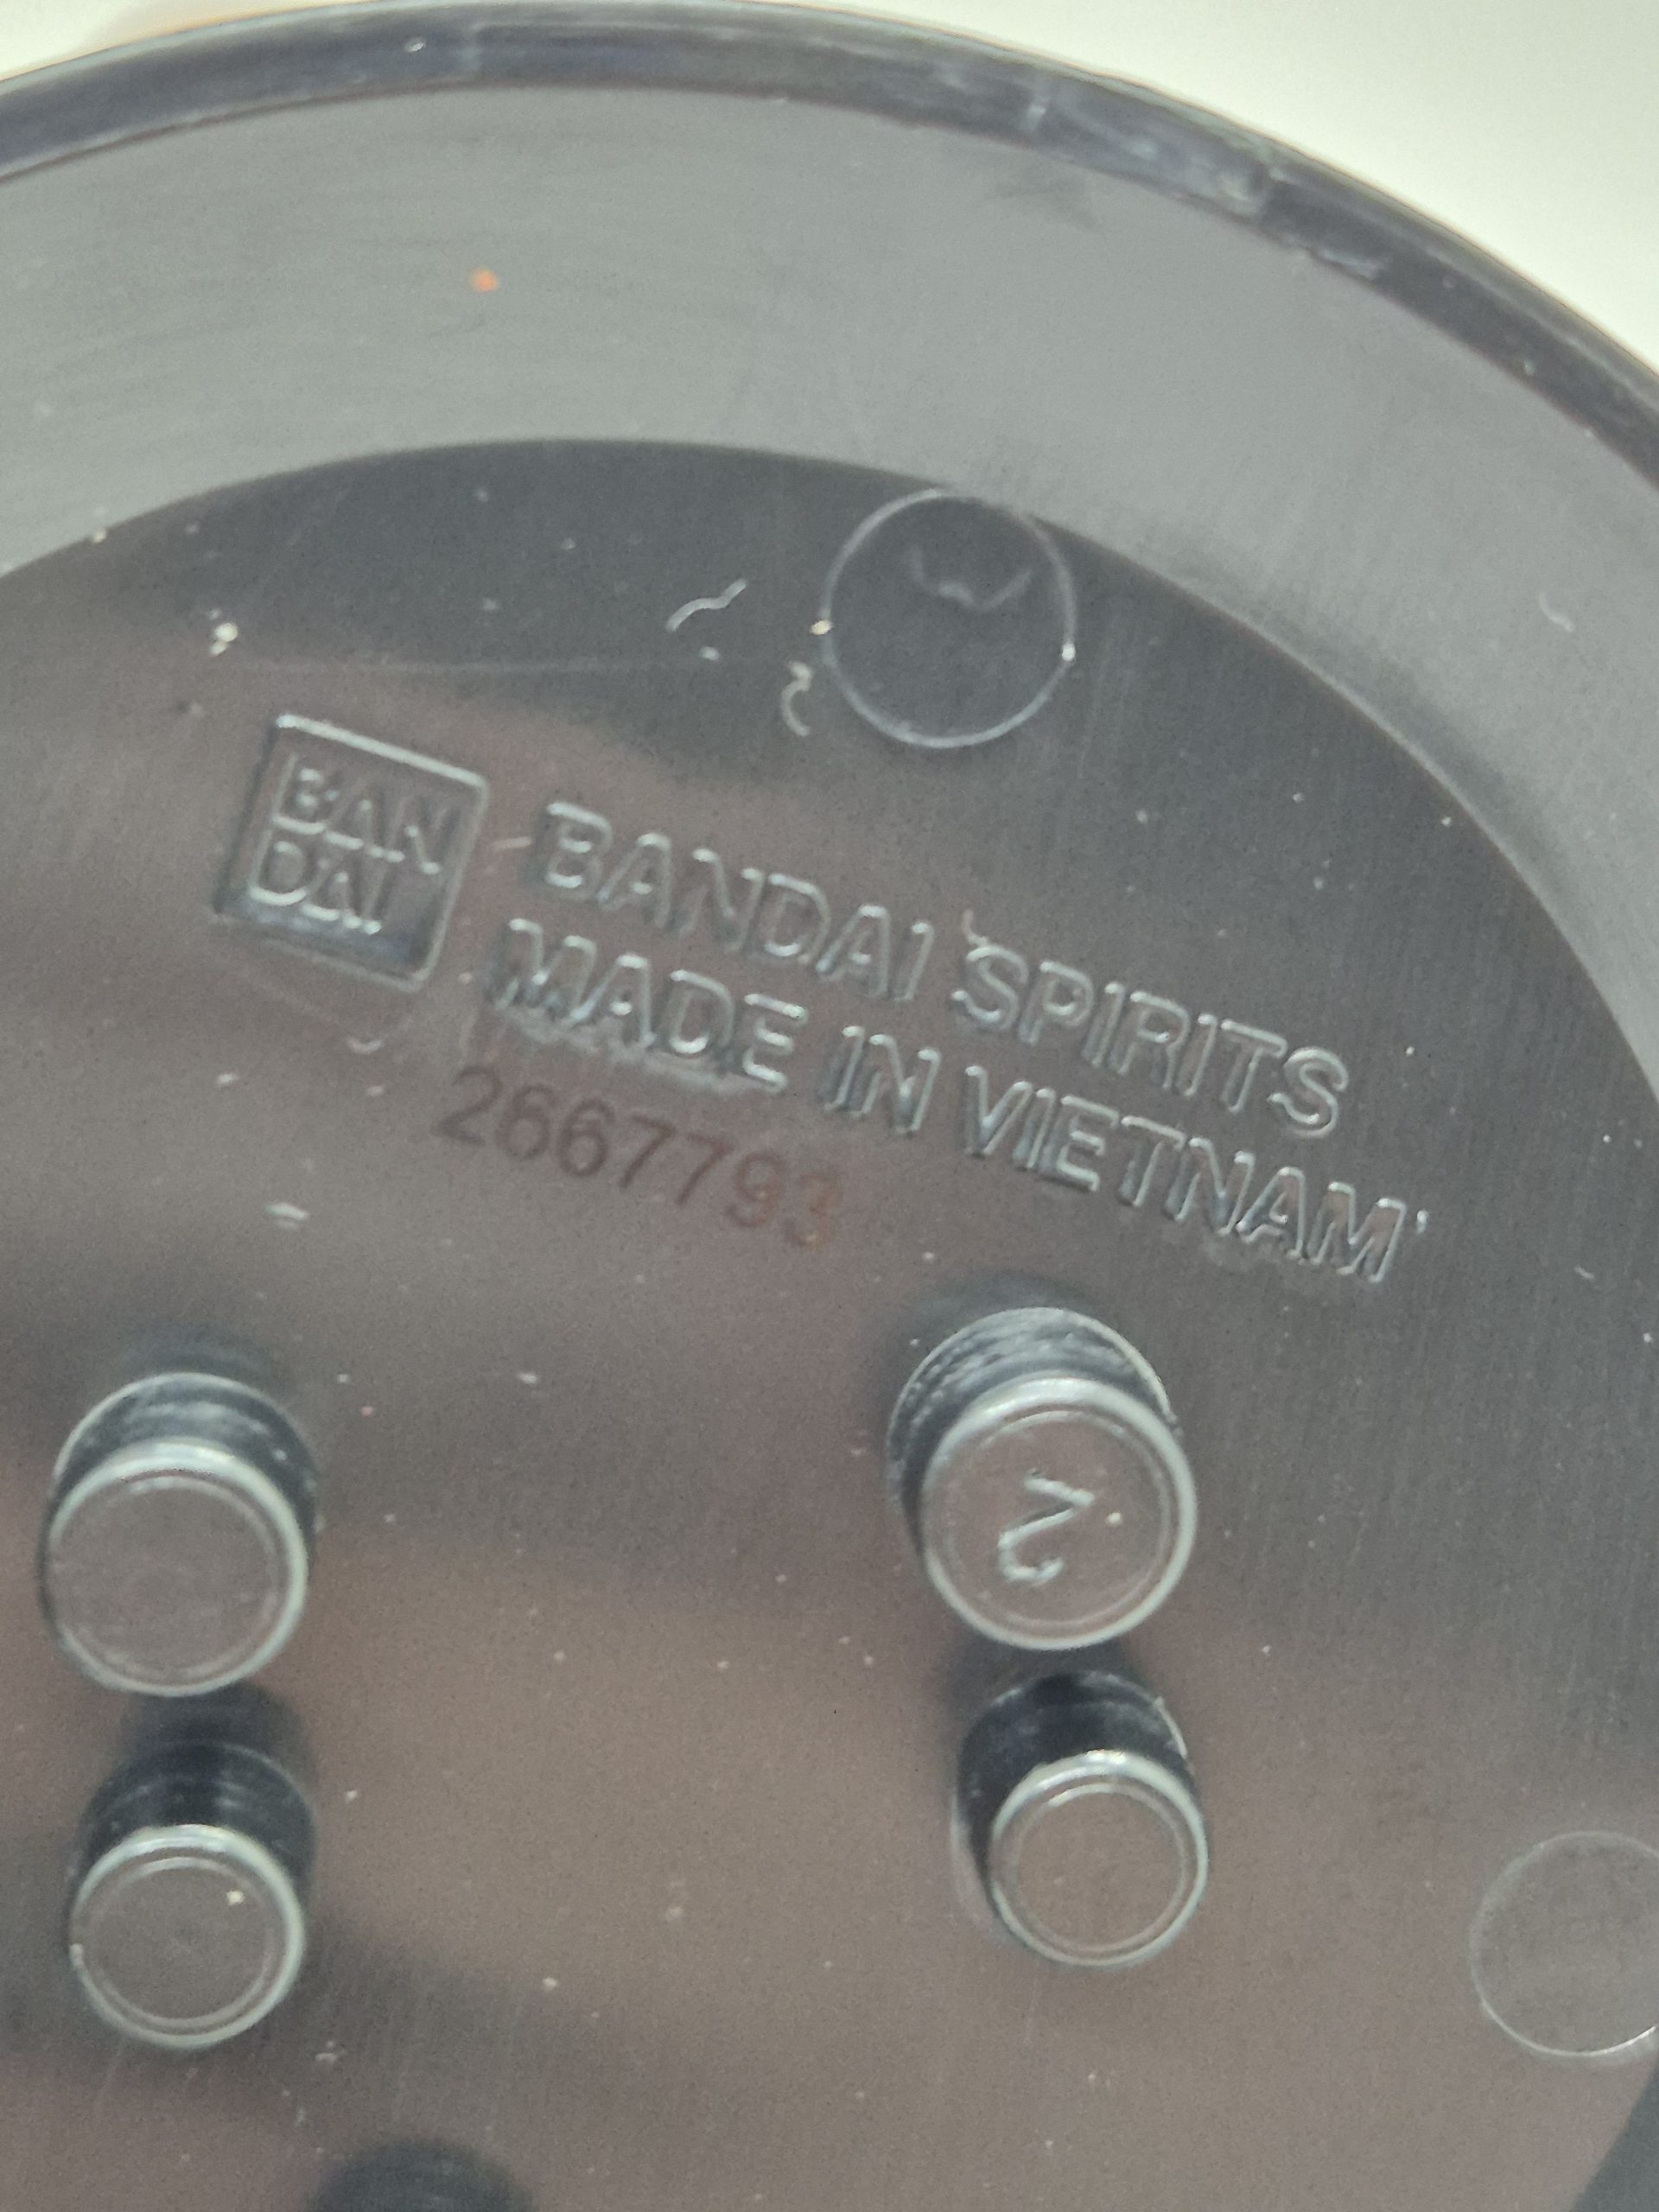 BAN
DAI
BANDAI SPIRITS
MADE IN VIETNAM
2667793
2